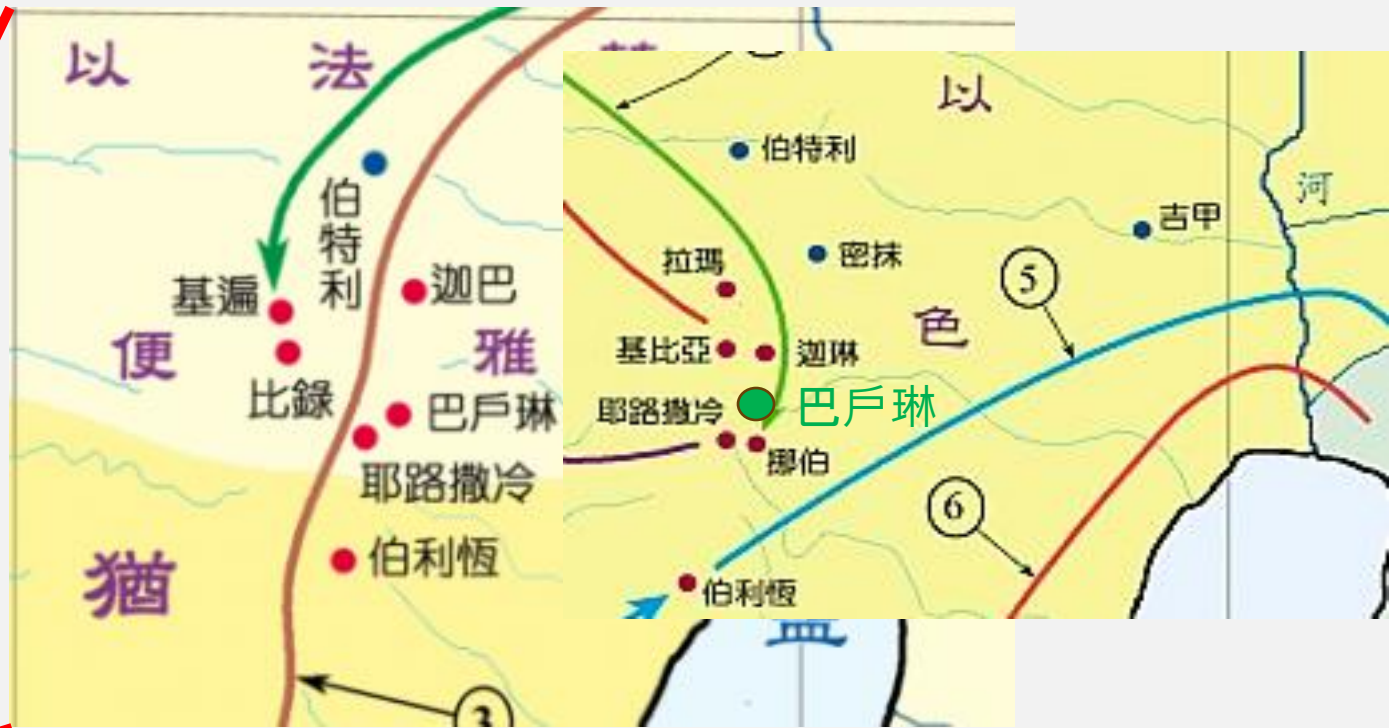 以 法
伯特利
基遍
迦巴
便 雅
比錄
巴戶琳
耶路撒冷
伯利恆
猶
3
以
伯特利
河
吉甲
密抹
拉瑪
5
色
基比亞
迦琳
耶路撒冷
巴戶琳
挪伯
6
伯利恆